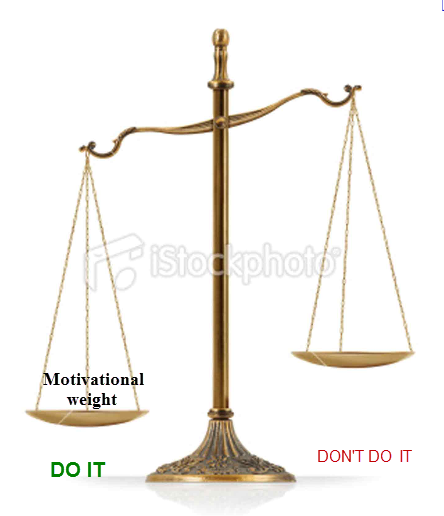 iStockphoto
Motivational
weight
DO IT
DON'T DO IT